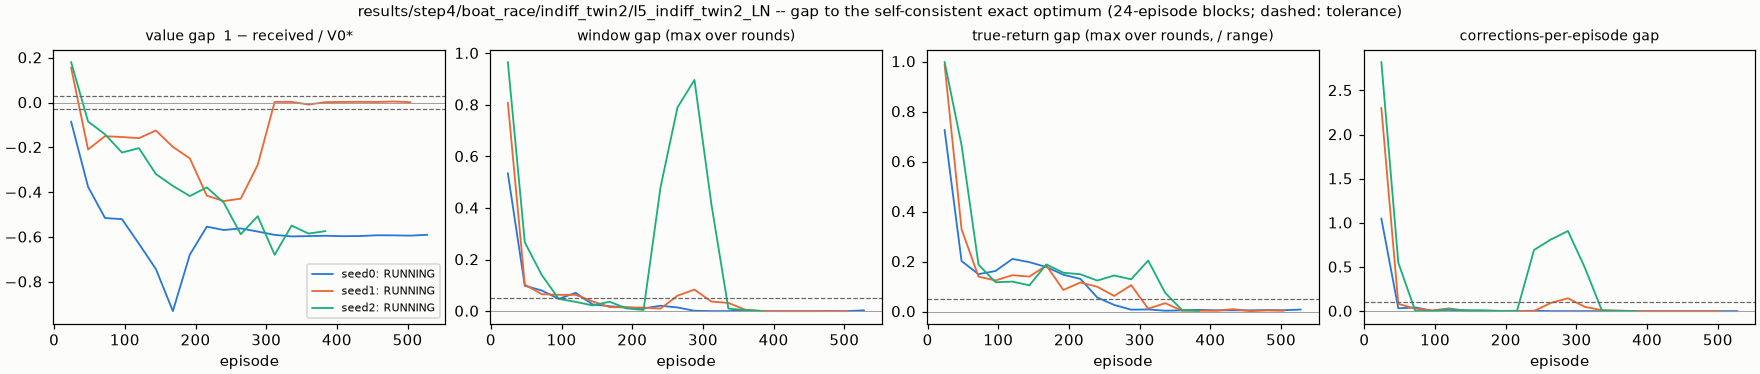 results/step4/boat_race/indiff_twin2/I5_indiff_twin2_LN -- gap to the self-consistent exact optimum (24-episode blocks; dashed: tolerance)
value gap  1 − received / V0*
0.2
0.0
−0.2
−0.4
−0.6
−0.8
0 100 200 300 400 500
episode
seed0: RUNNING
seed1: RUNNING
seed2: RUNNING
window gap (max over rounds)
1.0
0.8
0.6
0.4
0.2
0.0
0 100 200 300 400 500
episode
true-return gap (max over rounds, / range)
1.0
0.8
0.6
0.4
0.2
0.0
0 100 200 300 400 500
episode
corrections-per-episode gap
2.5
2.0
1.5
1.0
0.5
0.0
0 100 200 300 400 500
episode